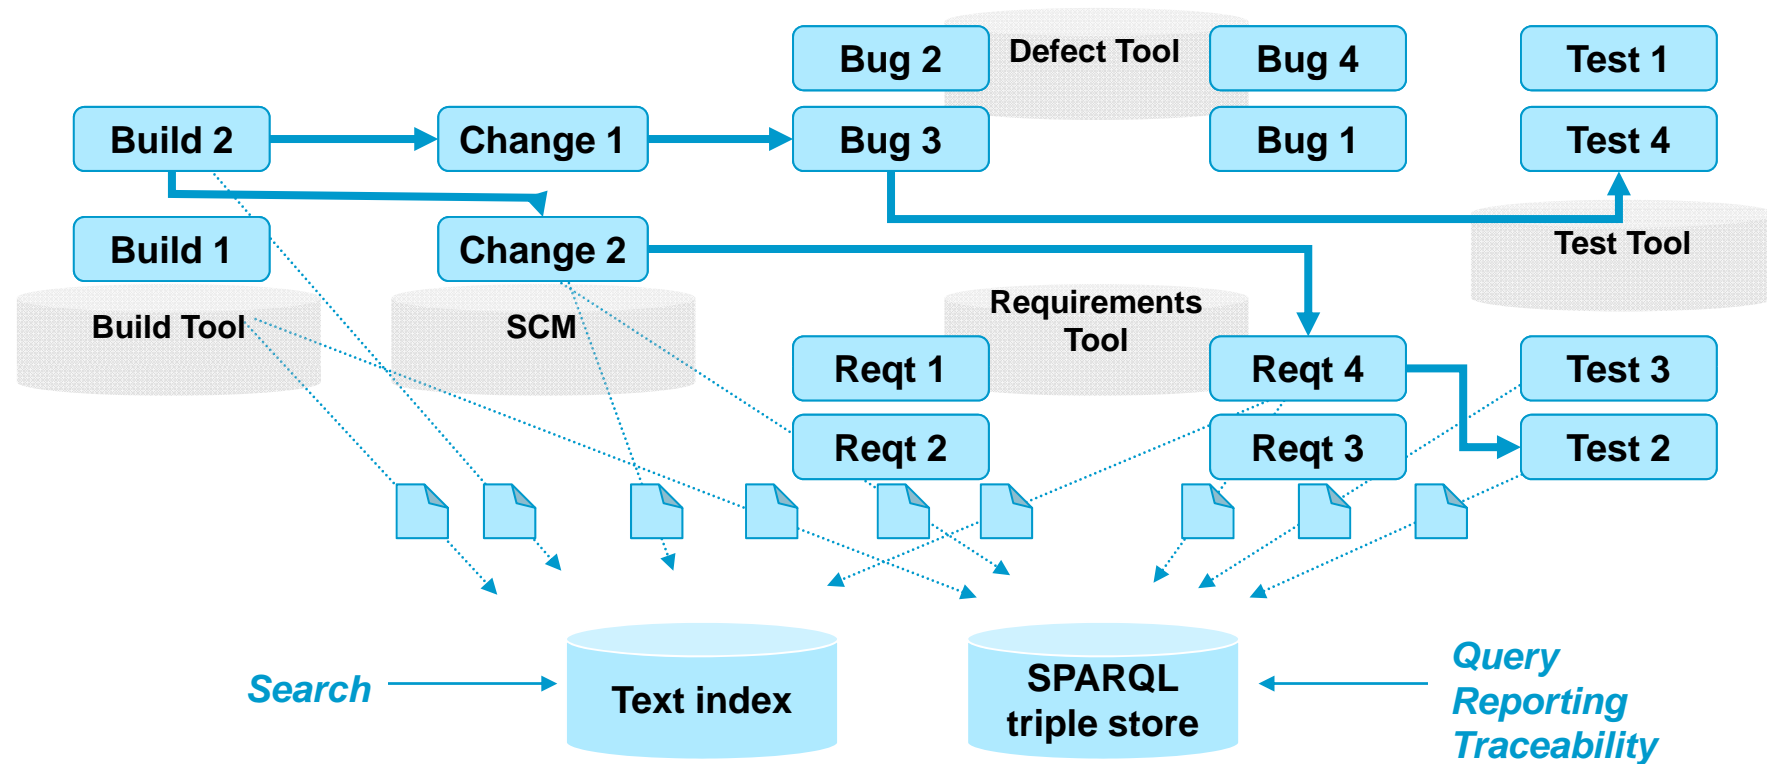 Bug 2
Defect Tool
Bug 4
Test 1
Build 2
Change 1
Bug 3
Bug 1
Test 4
Build 1
Change 2
Test Tool
Build Tool
SCM
Requirements
Tool
Reqt 1
Reqt 4
Test 3
Reqt 2
Reqt 3
Test 2
Search
Text index
SPARQL
triple store
Query
Reporting
Traceability